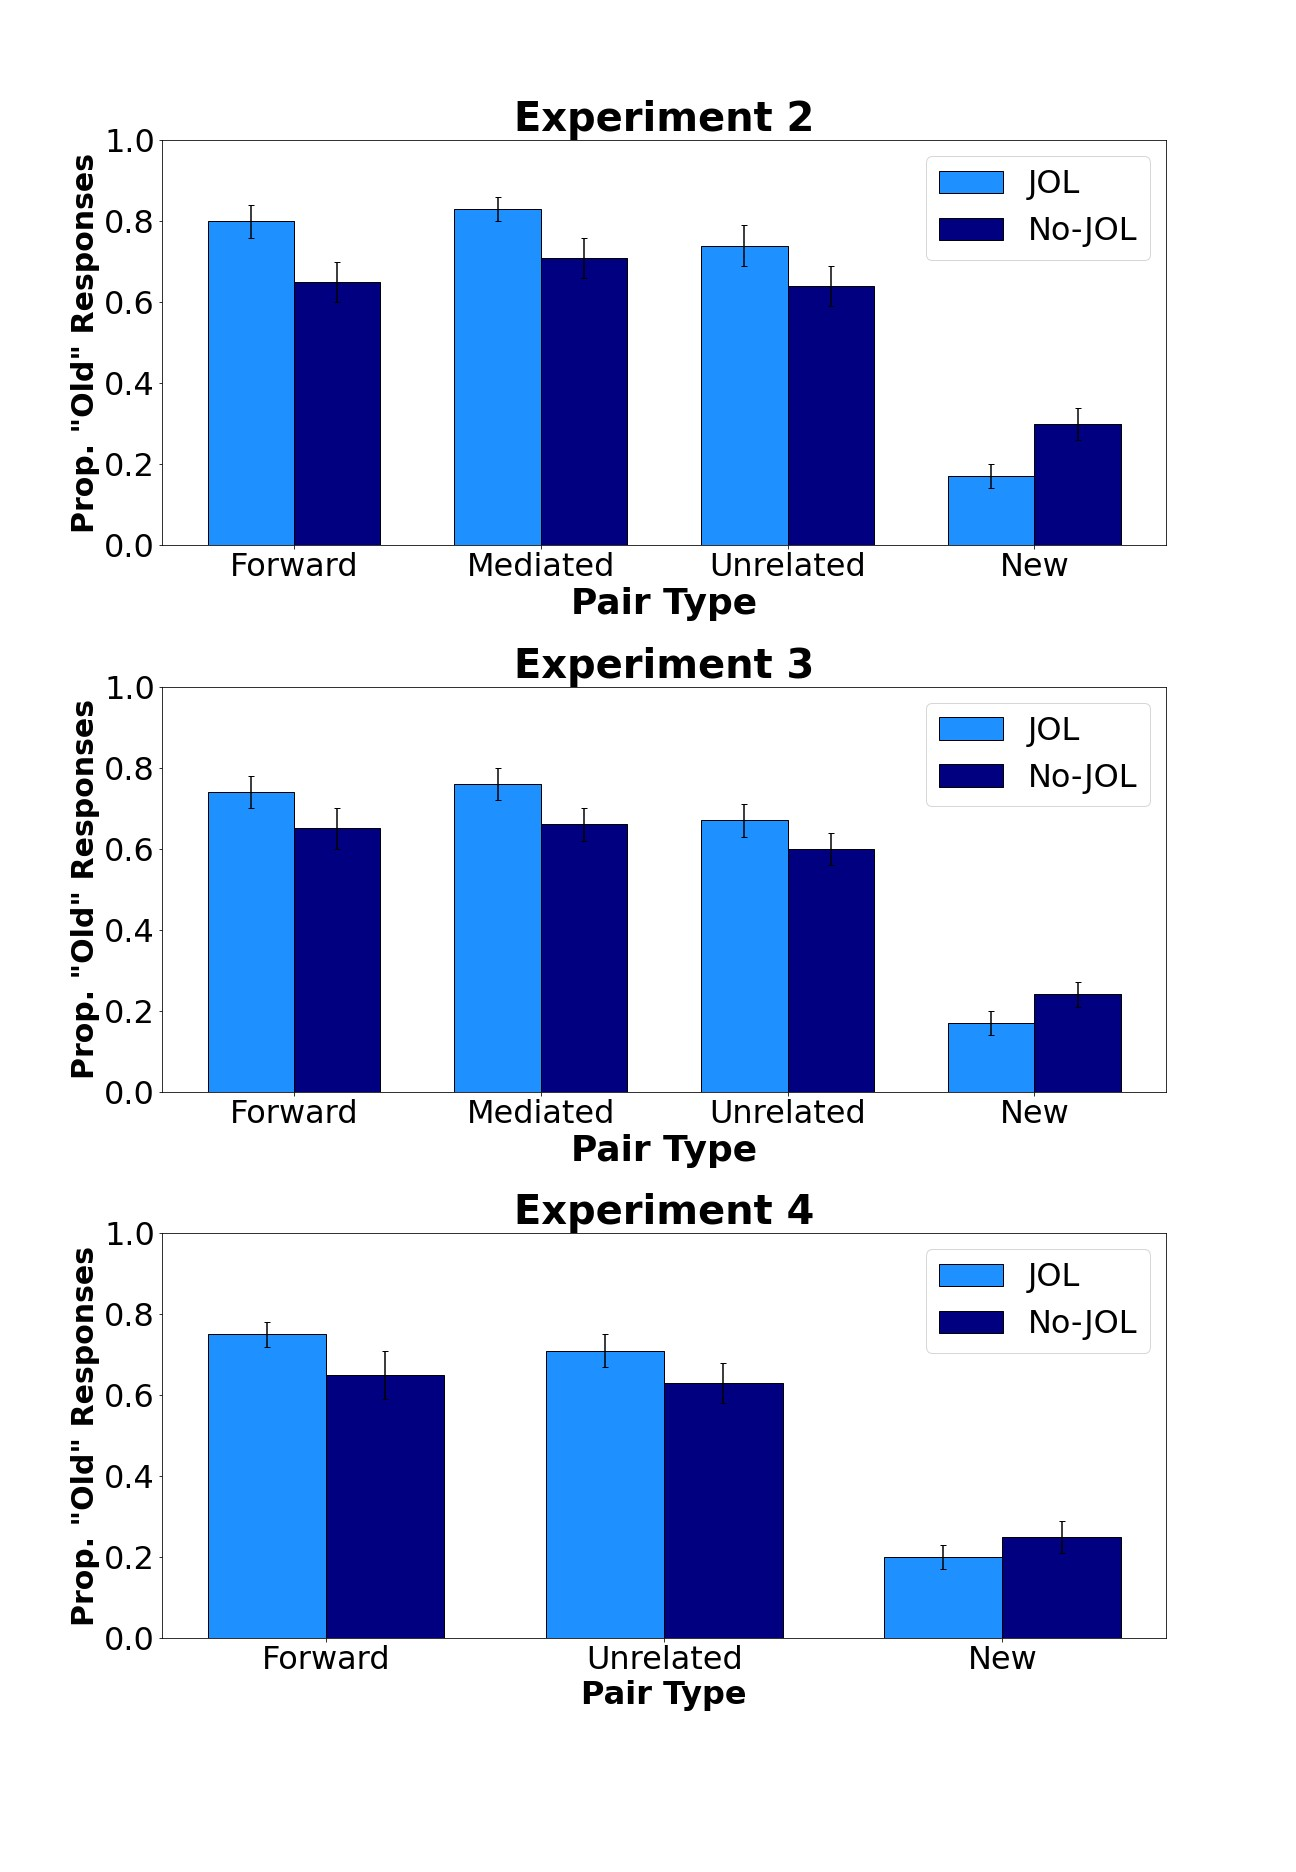 Experiment 2
Prop. "Old" Responses
1.0
0.8
0.6
0.4
0.2
0.0
JOL
No-JOL
Forward Mediated Unrelated New
Pair Type
Experiment 3
Prop. "Old" Responses
1.0
0.8
0.6
0.4
0.2
0.0
JOL
No-JOL
Forward Mediated Unrelated New
Pair Type
Experiment 4
Prop. "Old" Responses
1.0
0.8
0.6
0.4
0.2
0.0
JOL
No-JOL
Forward Unrelated New
Pair Type